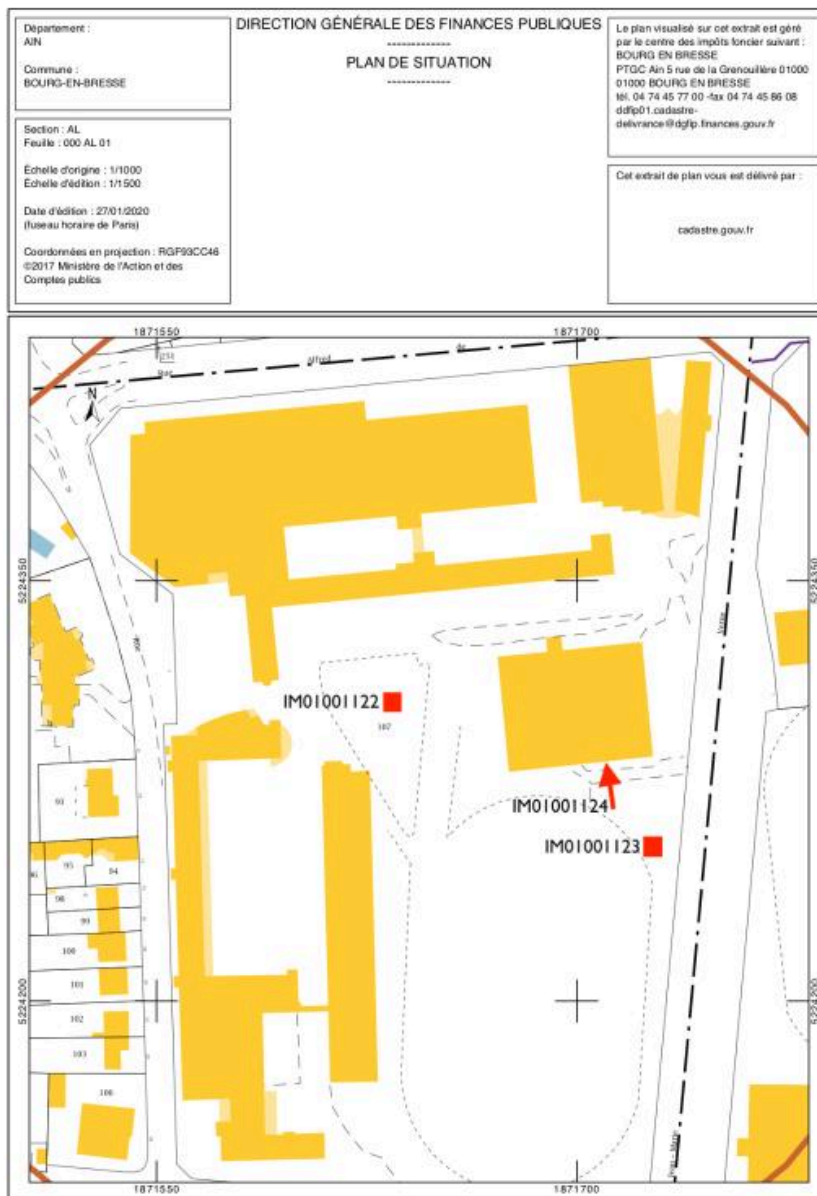 Département :
AIN
Commune :
BOURG-EN-BRESSE
Section : AL
Feuille : 000 AL 01
Échelle d'origine : 1/1000
Échelle d'édition : 1/1500
Date d'édition : 27/01/2020
(fuseau horaire de Paris)
Coordonnées en projection : RGF93CC46
©2017 Ministère de l'Action et des
Comptes publics
DIRECTION GÉNÉRALE DES FINANCES PUBLIQUES
-------------
PLAN DE SITUATION
-------------
Le plan visualisé sur cet extrait est géré
par le centre des impôts foncier suivant :
BOURG EN BRESSE
PTGC Ain 5 rue de la Grenouillère 01000
01000 BOURG EN BRESSE
tél. 04 74 45 77 00 -fax 04 74 45 86 08
ddfip01.cadastre-
delivrance@dgfip.finances.gouv.fr
Cet extrait de plan vous est délivré par :
cadastre.gouv.fr
1871550
1871700
Rue
Alfred
de
N
5224350
5224350
IM01001122
107
IM01001124
IM01001123
93
95
94
98
99
100
101
102
103
106
5224200
5224200
1871550
1871700